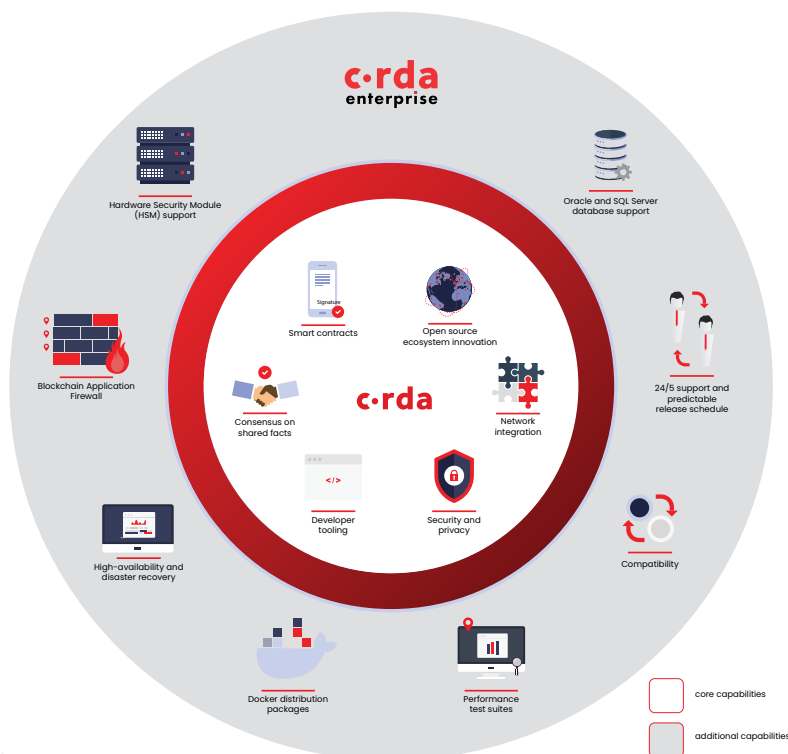 corda
enterprise
Hardware Security Module
(HSM) support
Oracle and SQL Server
database support
Signature
Smart contracts
Open source
ecosystem innovation
Blockchain Application
Firewall
24/5 support and
predictable
release schedule
corda
Consensus on
shared facts
Network
integration
</>
Developer
tooling
Security and
privacy
High-availability and
disaster recovery
Compatibility
Docker distribution
packages
Performance
test suites
core capabilities
additional capabilities